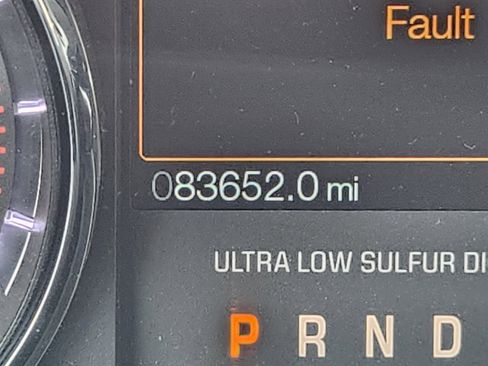 Fault
083652.0 mi
ULTRA LOW SULFUR DI
P R N D